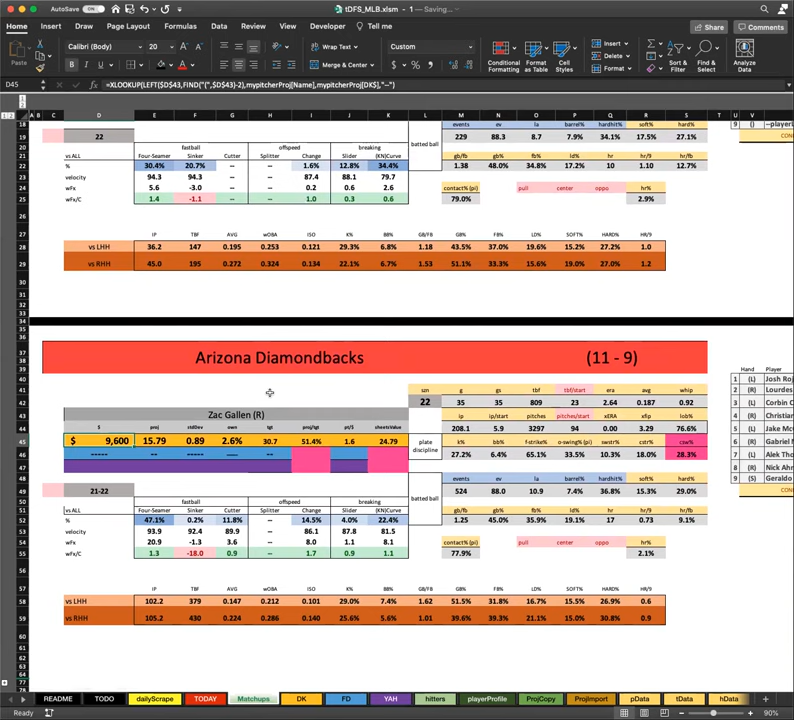 AutoSave tDFS_MLB.xlsm — 1 — Saving...
Home Insert Draw Page Layout Formulas Data Review View Developer Tell me Share Comments
Paste Calibri (Body) 20 Wrap Text Custom Insert
B I U Merge & Center $ % Conditional Formatting Format as Table Cell Styles Delete Format Sort & Filter Find & Select Analyze Data
D45 fx =XLOOKUP(LEFT($D$43,FIND("(",$D$43)-2),mypitcherProj[Name],mypitcherProj[DK$],"--")
D E F G H I J K L M N O P Q R S T U V
events ev la barrel% hardhit% hr soft% hard%
22 fastball offspeed breaking batted ball 229 88.3 8.7 7.9% 34.1% 10 17.5% 27.1%
vs ALL Four-Seamer Sinker Cutter Splitter Change Slider (KN)Curve gb/fb gb% fb% ld% hr/9 hr/fb
% 30.4% 20.7% -- -- 1.6% 12.8% 34.4% 1.38 48.0% 34.8% 17.2% 10 1.10 12.7%
velocity 94.3 94.3 -- -- 87.4 88.1 79.7
wFx 5.6 -3.0 -- -- 0.2 0.6 2.6 contact% (pi) pull center oppo hr%
wFx/C 1.4 -1.1 -- -- 1.0 0.3 0.6 79.0% 2.9%
IP TBF AVG wOBA ISO K% BB% GB/FB GB% FB% LD% SOFT% HARD% HR/9
vs LHH 36.2 147 0.195 0.253 0.121 29.3% 6.8% 1.18 43.5% 37.0% 19.6% 15.2% 27.2% 1.0
vs RHH 45.0 195 0.272 0.324 0.134 22.1% 6.7% 1.53 51.1% 33.3% 15.6% 19.0% 27.0% 1.2
Arizona Diamondbacks (11 - 9)
Hand Player
1 (L) Josh Roj
2 (R) Lourdes
3 (L) Corbin C
4 (R) Christian
5 (R) Evan Lon
6 (R) Gabriel M
7 (L) Alek Tho
8 (R) Nick Ahm
9 (S) Geraldo
szn g gs tbf tbf/start era avg whip
22 35 35 809 23 2.64 0.187 0.92
Zac Gallen (R) ip ip/start pitches pitches/start xERA xfip lob%
208.1 5.9 3297 94 0.00 3.29 76.6%
proj stdDev own tgt proj/tgt pt/$ sheetsValue
$ 9,600 15.79 0.89 2.6% 30.7 51.4% 1.6 24.79 plate discipline k% bb% f-strike% o-swing% (pi) swstr% cstr% csw%
27.2% 6.4% 65.1% 33.5% 10.3% 18.0% 28.3%
events ev la barrel% hardhit% soft% hard%
21-22 fastball offspeed breaking batted ball 524 88.0 10.9 7.4% 36.8% 15.3% 29.0%
vs ALL Four-Seamer Sinker Cutter Splitter Change Slider (KN)Curve gb/fb gb% fb% ld% hr hr/9 hr/fb
% 47.1% 0.2% 11.8% -- 14.5% 4.0% 22.4% 1.25 45.0% 35.9% 19.1% 17 0.73 9.1%
velocity 93.9 92.4 89.9 -- 86.1 87.8 81.5
wFx 20.9 -1.3 3.6 -- 8.0 1.1 8.1 contact% (pi) pull center oppo hr%
wFx/C 1.3 -18.0 0.9 -- 1.7 0.9 1.1 77.9% 2.1%
IP TBF AVG wOBA ISO K% BB% GB/FB GB% FB% LD% SOFT% HARD% HR/9
vs LHH 102.2 379 0.147 0.212 0.101 29.0% 7.4% 1.62 51.5% 31.8% 16.7% 15.5% 26.9% 0.6
vs RHH 105.2 430 0.224 0.286 0.140 25.6% 5.6% 1.01 39.6% 39.3% 21.1% 15.0% 30.8% 0.9
README TODO dailyScrape TODAY Matchups DK FD YAH hitters playerProfile ProjCopy ProjImport pData tData hData
Ready 90%